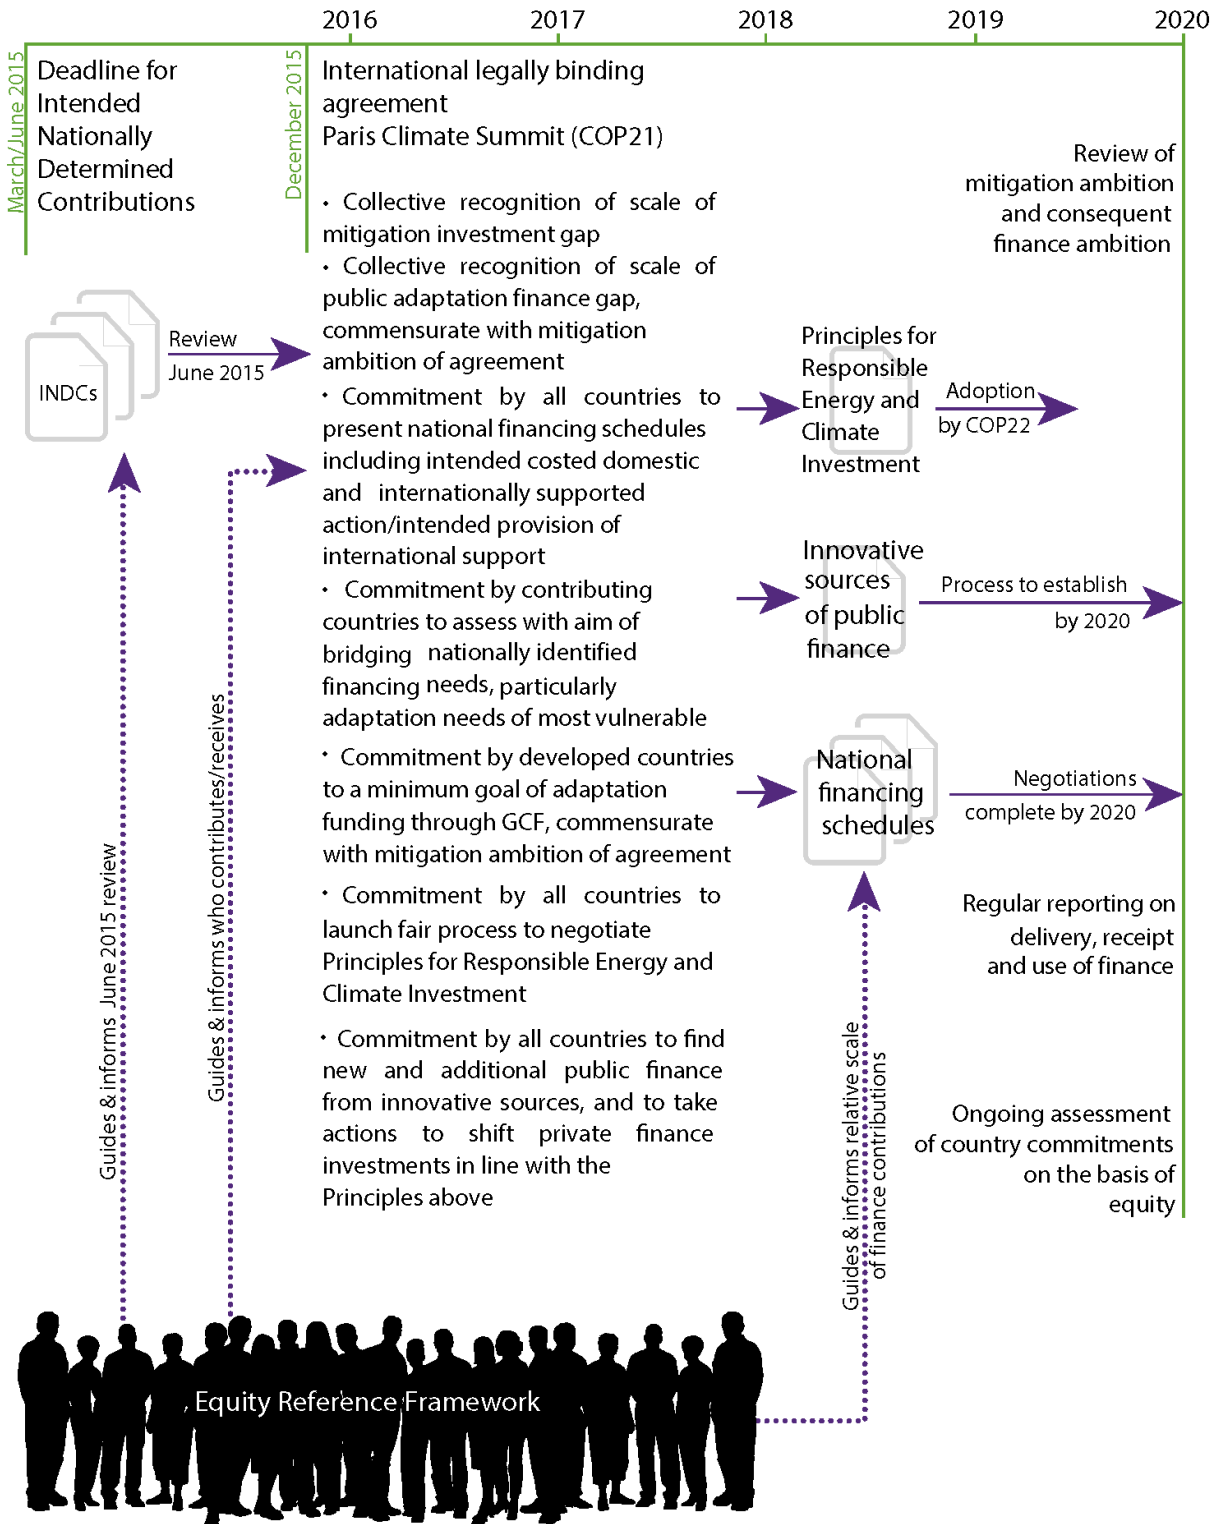 2016
2017
2018
2019
2020
March/June 2015
Deadline for
Intended
Nationally
Determined
Contributions
December 2015
International legally binding
agreement
Paris Climate Summit (COP21)
• Collective recognition of scale of
mitigation investment gap
• Collective recognition of scale of
public adaptation finance gap,
commensurate with mitigation
ambition of agreement
• Commitment by all countries to
present national financing schedules
including intended costed domestic
and internationally supported
action/intended provision of
international support
• Commitment by contributing
countries to assess with aim of
bridging nationally identified
financing needs, particularly
adaptation needs of most vulnerable
• Commitment by developed countries
to a minimum goal of adaptation
funding through GCF, commensurate
with mitigation ambition of agreement
• Commitment by all countries to
launch fair process to negotiate
Principles for Responsible Energy and
Climate Investment
• Commitment by all countries to find
new and additional public finance
from innovative sources, and to take
actions to shift private finance
investments in line with the
Principles above
Review of
mitigation ambition
and consequent
finance ambition
INDCs
Review
June 2015
Principles for
Responsible
Energy and
Climate
Investment
Adoption
by COP22
Innovative
sources
of public
finance
Process to establish
by 2020
National
financing
schedules
Negotiations
complete by 2020
Regular reporting on
delivery, receipt
and use of finance
Ongoing assessment
of country commitments
on the basis of
equity
Guides & informs June 2015 review
Guides & informs who contributes/receives
Guides & informs relative scale
of finance contributions
Equity Reference Framework